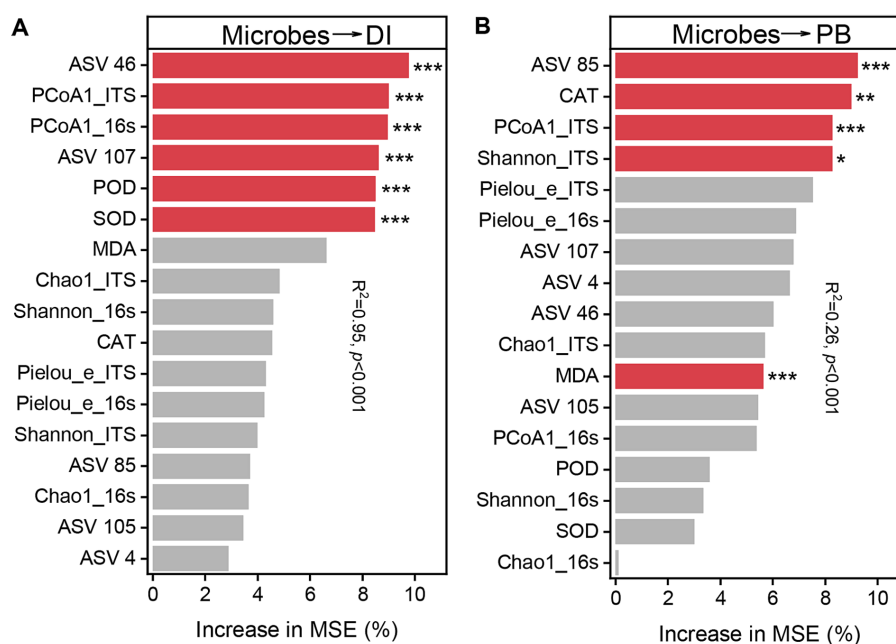 A
Microbes→DI
ASV 46
***
PCoA1_ITS
***
PCoA1_16s
***
ASV 107
***
POD
***
SOD
***
MDA
Chao1_ITS
Shannon_16s
CAT
Pielou_e_ITS
Pielou_e_16s
Shannon_ITS
ASV 85
Chao1_16s
ASV 105
ASV 4
R²=0.95, p<0.001
0 2 4 6 8 10
Increase in MSE (%)
B
Microbes→PB
ASV 85
***
CAT
**
PCoA1_ITS
***
Shannon_ITS
*
Pielou_e_ITS
Pielou_e_16s
ASV 107
ASV 4
ASV 46
Chao1_ITS
MDA
***
ASV 105
PCoA1_16s
POD
Shannon_16s
SOD
Chao1_16s
R²=0.26, p<0.001
0 2 4 6 8 10
Increase in MSE (%)